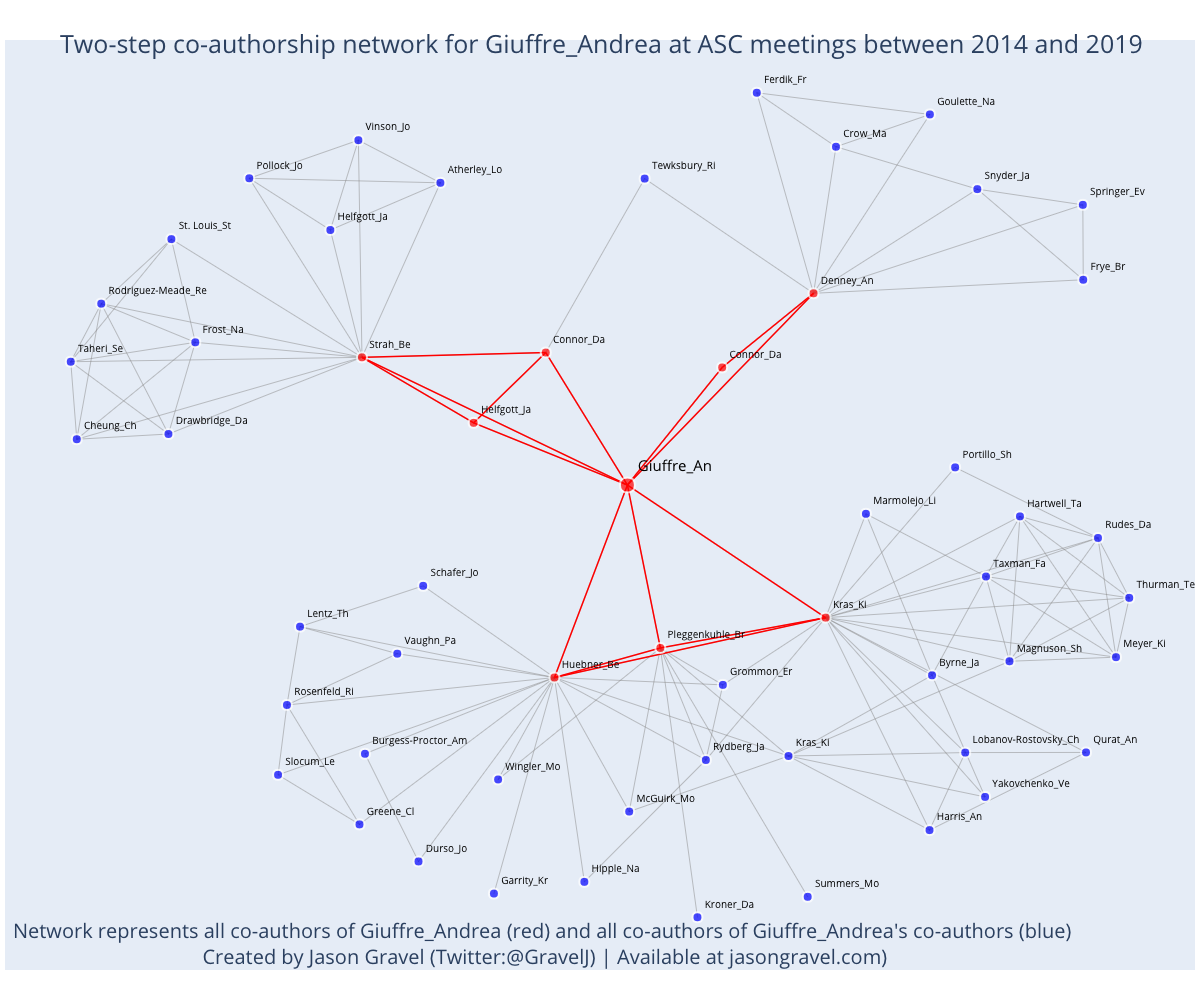 Two-step co-authorship network for Giuffre_Andrea at ASC meetings between 2014 and 2019
Ferdik_Fr
Goulette_Na
Vinson_Jo
Crow_Ma
Pollock_Jo
Atherley_Lo
Tewksbury_Ri
Snyder_Ja
Springer_Ev
Helfgott_Ja
St. Louis_St
Frye_Br
Denney_An
Rodriguez-Meade_Re
Frost_Na
Connor_Da
Strah_Be
Taheri_Se
Connor_Da
Helfgott_Ja
Drawbridge_Da
Cheung_Ch
Giuffre_An
Portillo_Sh
Marmolejo_Li
Hartwell_Ta
Rudes_Da
Taxman_Fa
Schafer_Jo
Thurman_Te
Kras_Ki
Lentz_Th
Pleggenkuhle_Br
Vaughn_Pa
Meyer_Ki
Magnuson_Sh
Huebner_Be
Byrne_Ja
Grommon_Er
Rosenfeld_Ri
Burgess-Proctor_Am
Kras_Ki
Lobanov-Rostovsky_Ch
Qurat_An
Rydberg_Ja
Slocum_Le
Wingler_Mo
Yakovchenko_Ve
McGuirk_Mo
Greene_Cl
Harris_An
Durso_Jo
Hipple_Na
Garrity_Kr
Summers_Mo
Kroner_Da
Network represents all co-authors of Giuffre_Andrea (red) and all co-authors of Giuffre_Andrea's co-authors (blue)
Created by Jason Gravel (Twitter:@GravelJ) | Available at jasongravel.com)